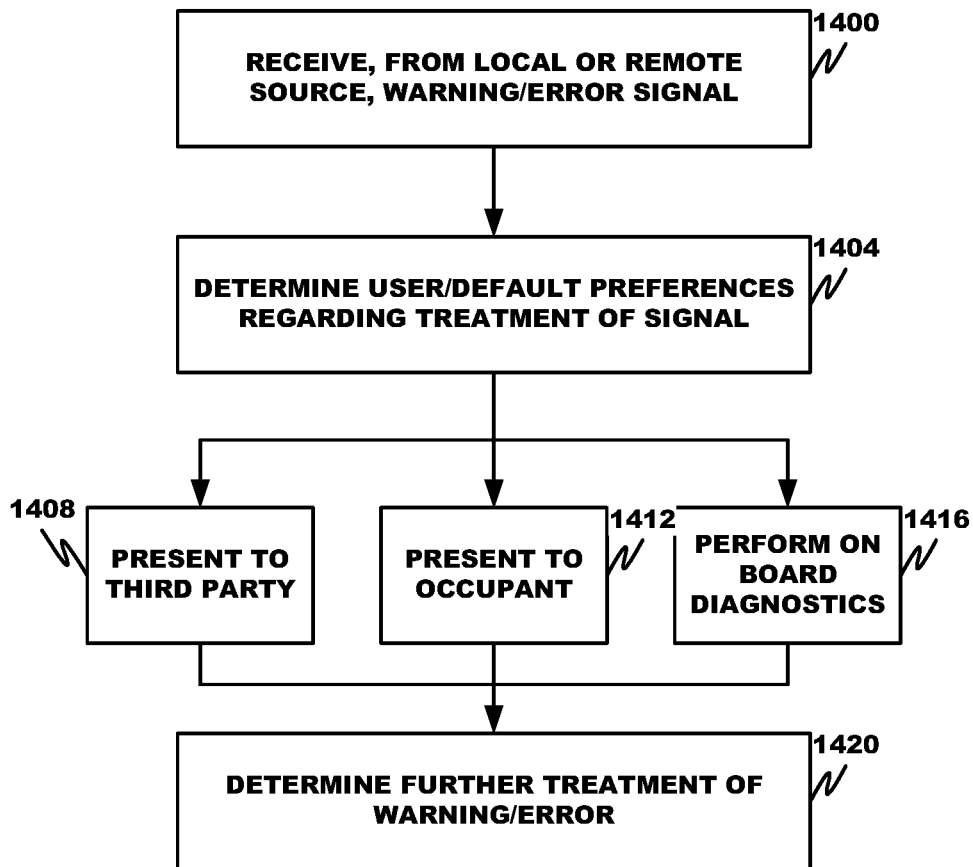 1400
RECEIVE, FROM LOCAL OR REMOTE
SOURCE, WARNING/ERROR SIGNAL
1404
DETERMINE USER/DEFAULT PREFERENCES
REGARDING TREATMENT OF SIGNAL
1408
PRESENT TO
THIRD PARTY
1412
PRESENT TO
OCCUPANT
1416
PERFORM ON
BOARD
DIAGNOSTICS
1420
DETERMINE FURTHER TREATMENT OF
WARNING/ERROR